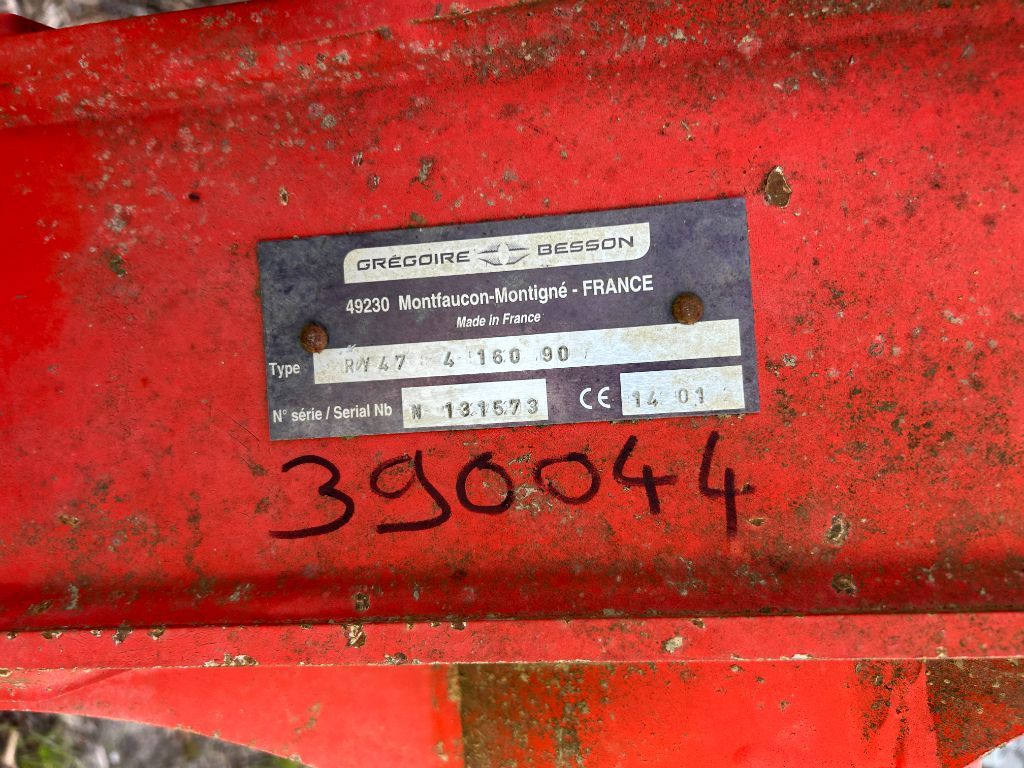 GRÉGOIRE BESSON
49230 Montfaucon-Montigné - FRANCE
Made in France
Type 47 4 160 90
N° série / Serial Nb N 131573 CE 14 01
390044